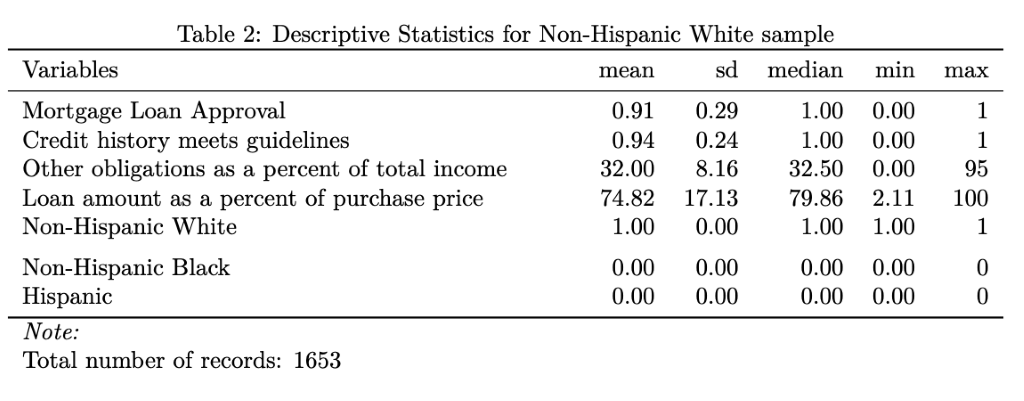 Table 2: Descriptive Statistics for Non-Hispanic White sample
Variables mean sd median min max
Mortgage Loan Approval 0.91 0.29 1.00 0.00 1
Credit history meets guidelines 0.94 0.24 1.00 0.00 1
Other obligations as a percent of total income 32.00 8.16 32.50 0.00 95
Loan amount as a percent of purchase price 74.82 17.13 79.86 2.11 100
Non-Hispanic White 1.00 0.00 1.00 1.00 1
Non-Hispanic Black 0.00 0.00 0.00 0.00 0
Hispanic 0.00 0.00 0.00 0.00 0
Note:
Total number of records: 1653